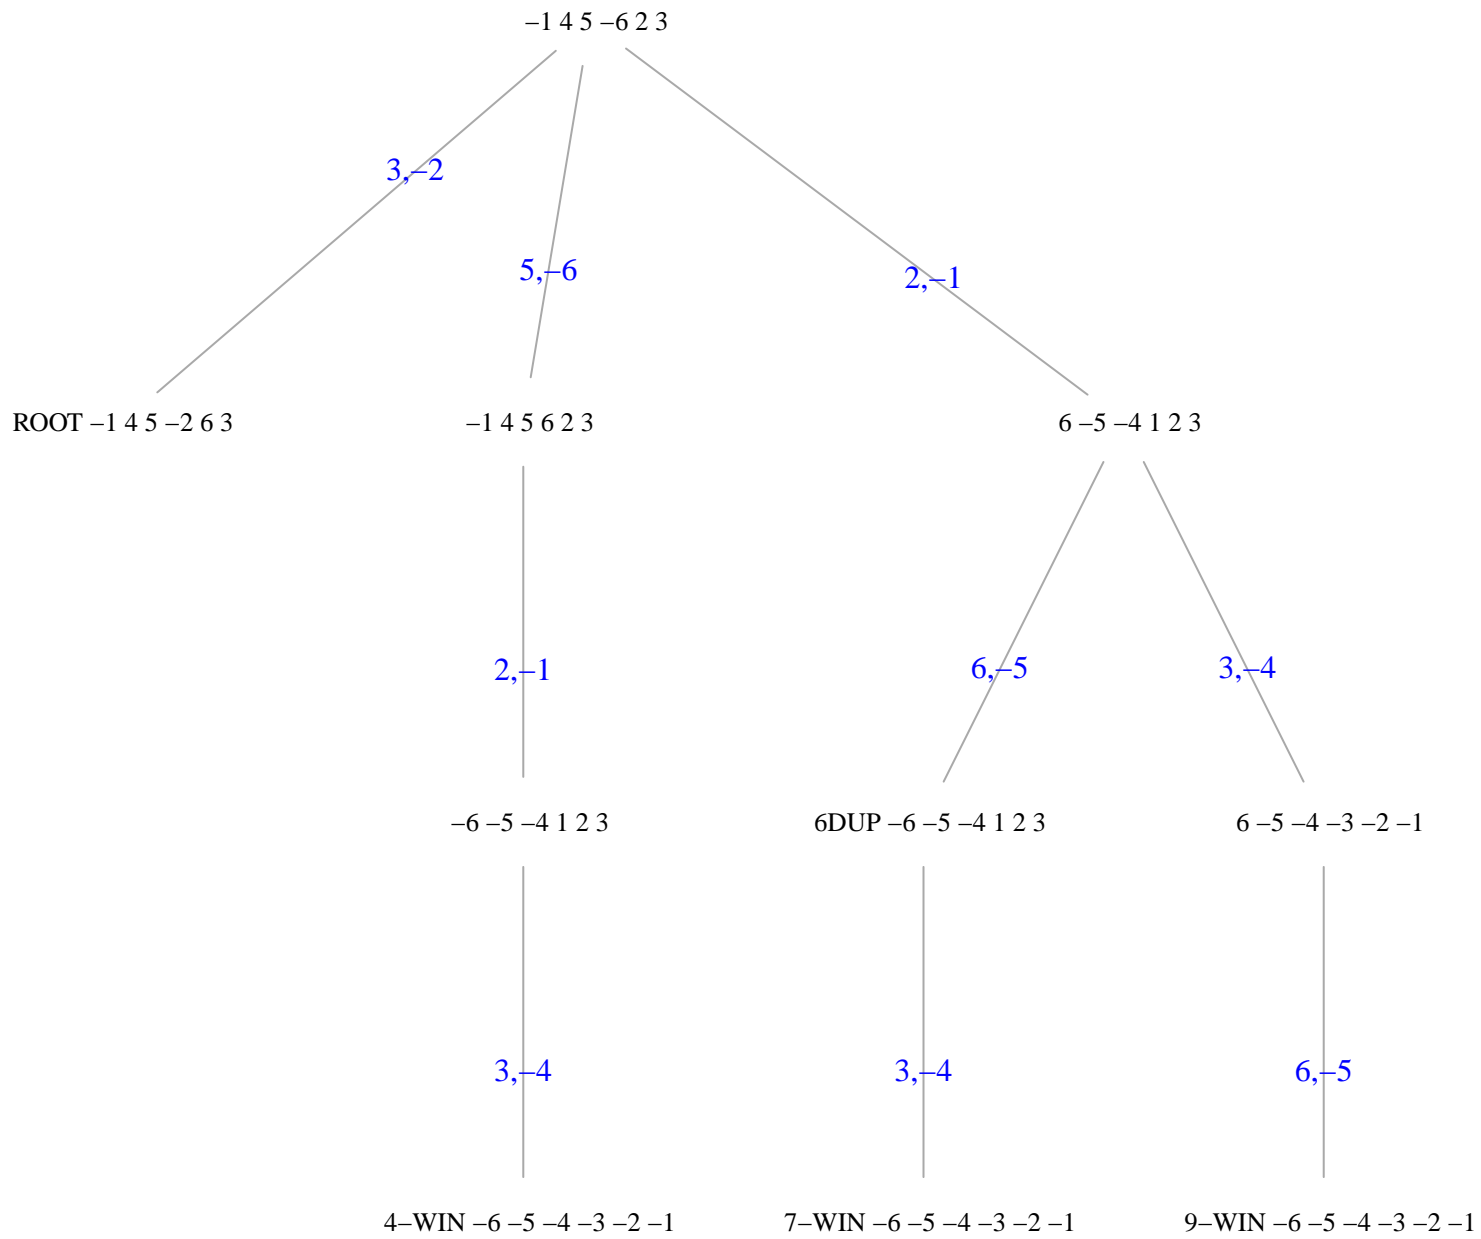 –1 4 5 –6 2 3
3,–2
5,–6
2,–1
ROOT –1 4 5 –2 6 3
–1 4 5 6 2 3
6 –5 –4 1 2 3
2,–1
6,–5
3,–4
–6 –5 –4 1 2 3
6DUP –6 –5 –4 1 2 3
6 –5 –4 –3 –2 –1
3,–4
3,–4
6,–5
4–WIN –6 –5 –4 –3 –2 –1
7–WIN –6 –5 –4 –3 –2 –1
9–WIN –6 –5 –4 –3 –2 –1